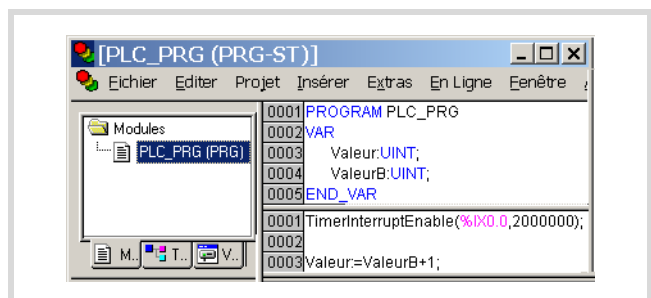 [PLC_PRG (PRG-ST)]
Eichier Editer Projet Insérer Extras En Ligne Fenêtre
Modules
PLC_PRG (PRG)
M.. T.. V..
0001 PROGRAM PLC_PRG
0002 VAR
0003 Valeur:UINT;
0004 ValeurB:UINT;
0005 END_VAR
0001 TimerInterruptEnable(%IX0.0,2000000);
0002
0003 Valeur:=ValeurB+1;